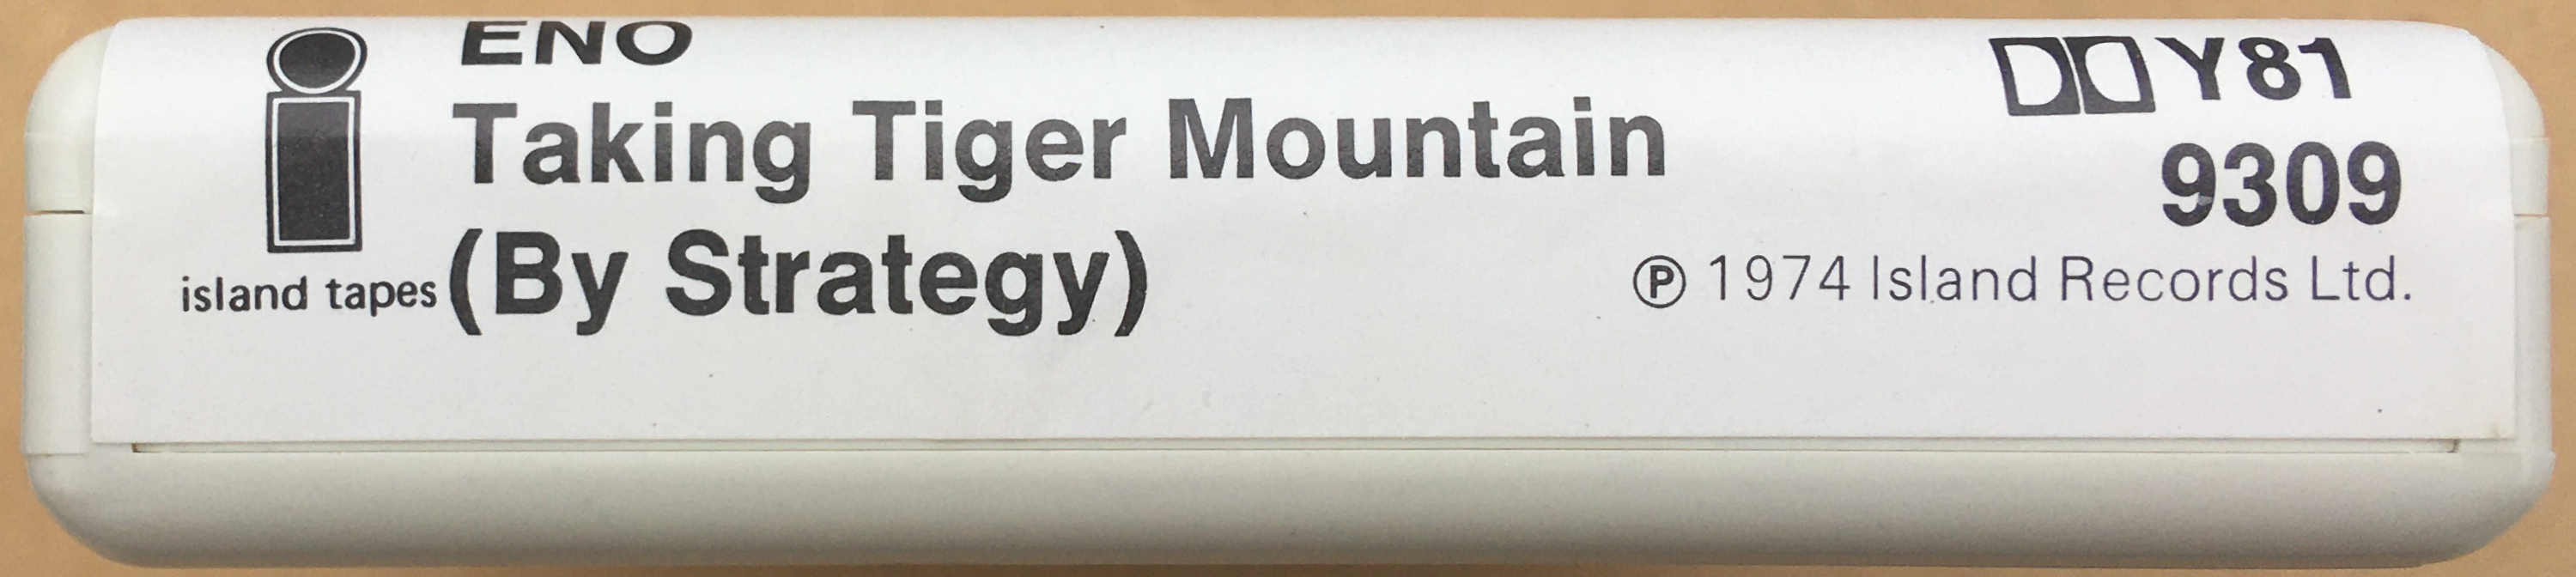 ENO
Taking Tiger Mountain
(By Strategy)
island tapes
Y81
9309
℗ 1974 Island Records Ltd.